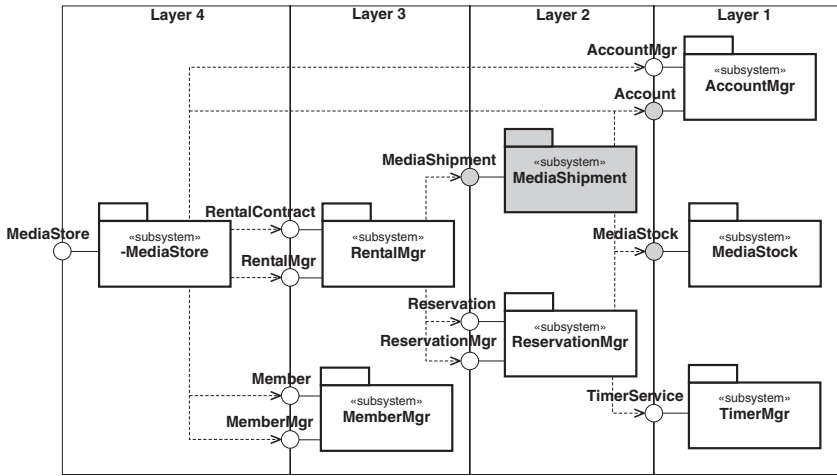 Layer 4
Layer 3
Layer 2
Layer 1
AccountMgr
«subsystem»
AccountMgr
Account
MediaShipment
«subsystem»
MediaShipment
MediaStore
«subsystem»
-MediaStore
RentalContract
RentalMgr
«subsystem»
RentalMgr
MediaStock
«subsystem»
MediaStock
Reservation
ReservationMgr
«subsystem»
ReservationMgr
Member
MemberMgr
«subsystem»
MemberMgr
TimerService
«subsystem»
TimerMgr